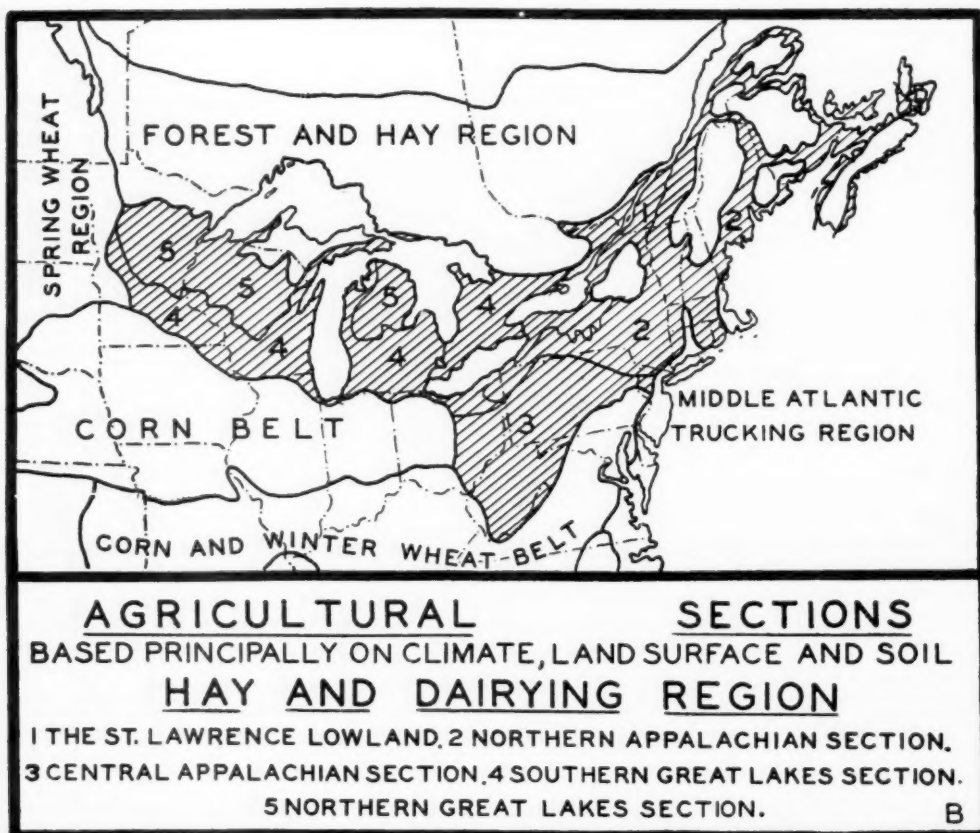 FOREST AND HAY REGION
SPRING WHEAT
REGION
1
2
5
5
5
4
4
4
4
2
3
MIDDLE ATLANTIC
TRUCKING REGION
CORN BELT
CORN AND WINTER WHEAT BELT
AGRICULTURAL SECTIONS
BASED PRINCIPALLY ON CLIMATE, LAND SURFACE AND SOIL
HAY AND DAIRYING REGION
1 THE ST. LAWRENCE LOWLAND. 2 NORTHERN APPALACHIAN SECTION.
3 CENTRAL APPALACHIAN SECTION. 4 SOUTHERN GREAT LAKES SECTION.
5 NORTHERN GREAT LAKES SECTION.
B